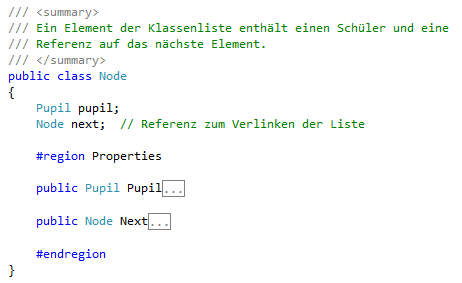 /// <summary>
/// Ein Element der Klassenliste enthält einen Schüler und eine
/// Referenz auf das nächste Element.
/// </summary>
public class Node
{
Pupil pupil;
Node next;  // Referenz zum Verlinken der Liste
#region Properties
public Pupil Pupil...
public Node Next...
#endregion
}